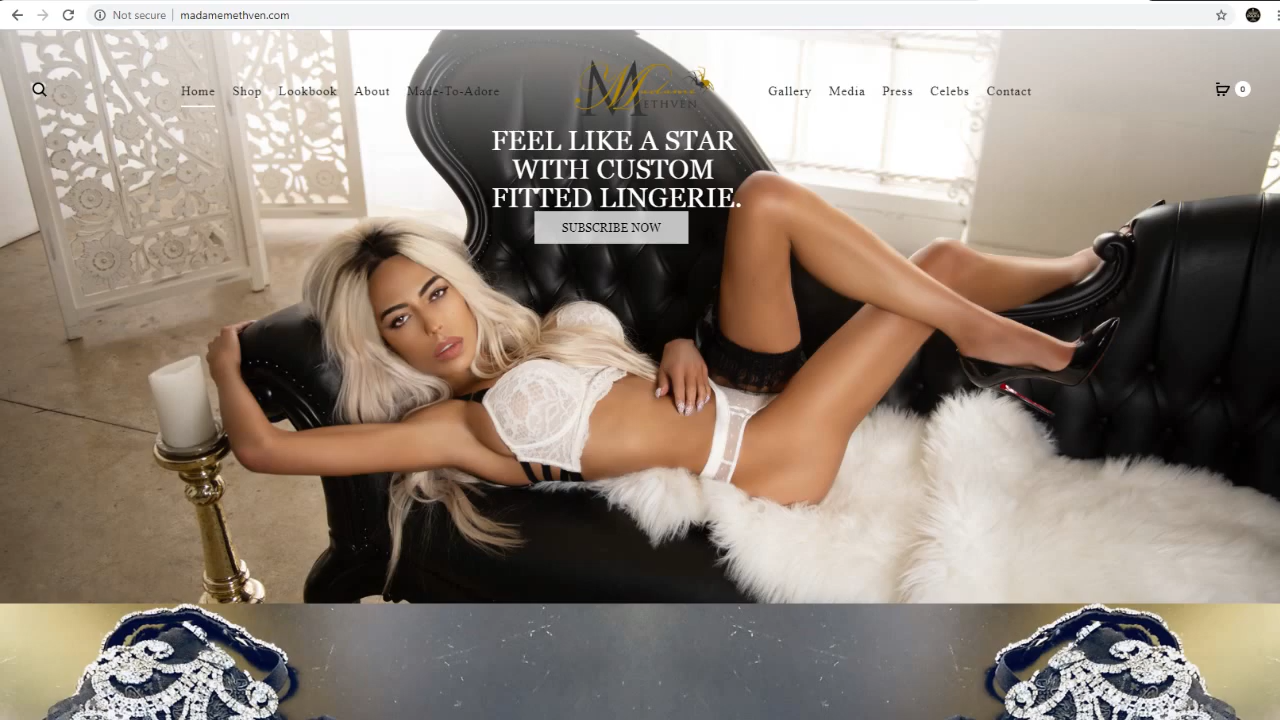 Not secure madamemethven.com
Home Shop Lookbook About Made-To-Adore
Madame
METHVEN
Gallery Media Press Celebs Contact
0
FEEL LIKE A STAR
WITH CUSTOM
FITTED LINGERIE.
SUBSCRIBE NOW